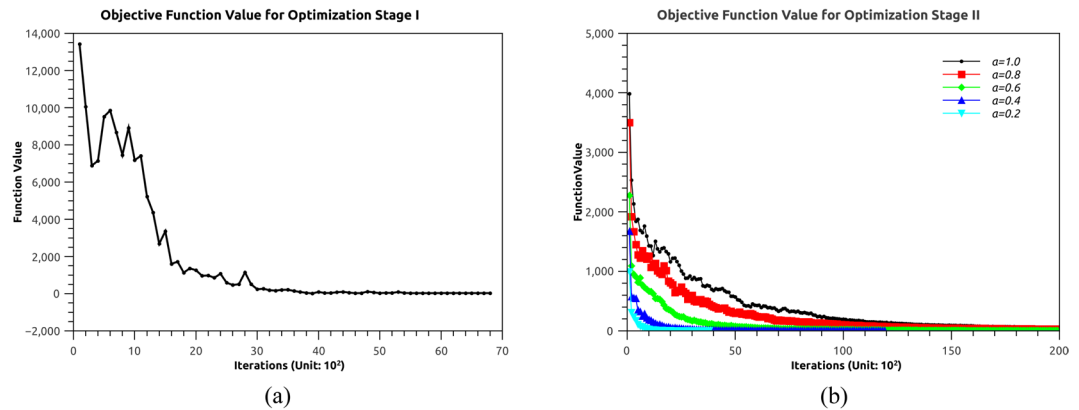 Objective Function Value for Optimization Stage I
14,000
12,000
10,000
8,000
6,000
4,000
2,000
0
−2,000
Function Value
0 10 20 30 40 50 60 70
Iterations (Unit: 10²)
(a)
Objective Function Value for Optimization Stage II
5,000
4,000
3,000
2,000
1,000
0
FunctionValue
a=1.0
a=0.8
a=0.6
a=0.4
a=0.2
0 50 100 150 200
Iterations (Unit: 10²)
(b)